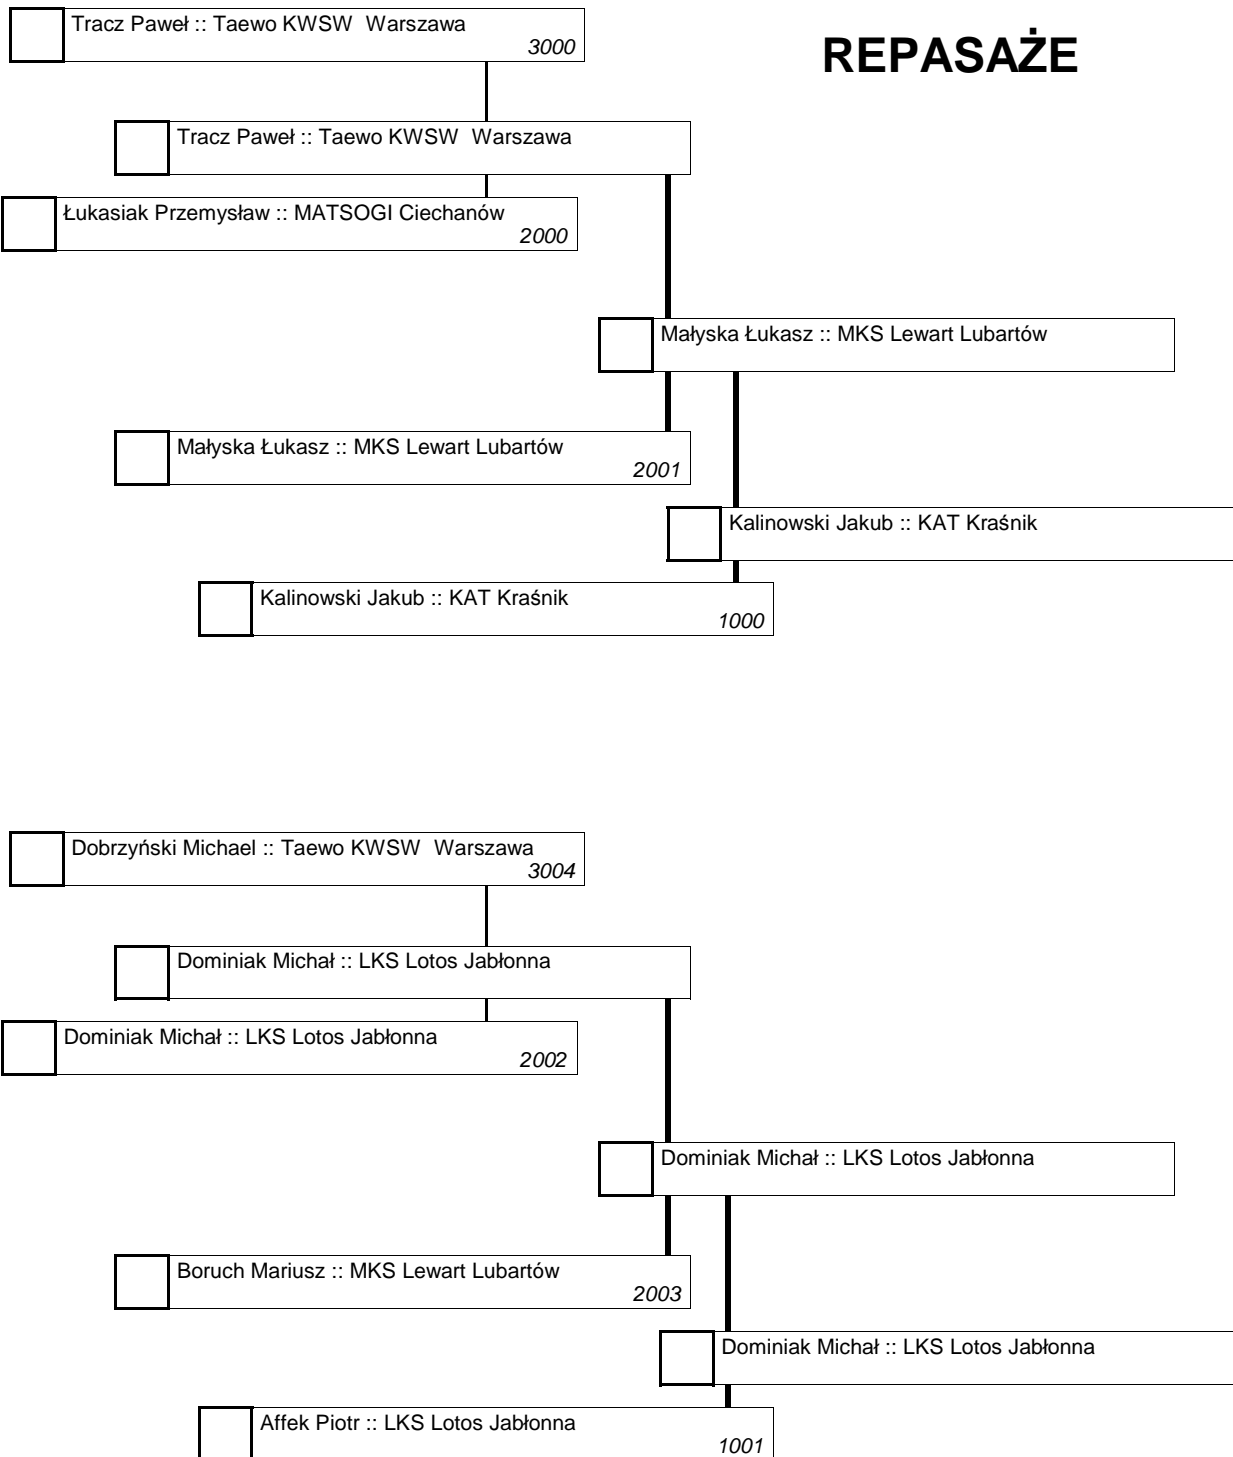 Tracz Paweł :: Taewo KWSW  Warszawa
3000
REPASAŻE
Tracz Paweł :: Taewo KWSW  Warszawa
Łukasiak Przemysław :: MATSOGI Ciechanów
2000
Małyska Łukasz :: MKS Lewart Lubartów
Małyska Łukasz :: MKS Lewart Lubartów
2001
Kalinowski Jakub :: KAT Kraśnik
Kalinowski Jakub :: KAT Kraśnik
1000
Dobrzyński Michael :: Taewo KWSW  Warszawa
3004
Dominiak Michał :: LKS Lotos Jabłonna
Dominiak Michał :: LKS Lotos Jabłonna
2002
Dominiak Michał :: LKS Lotos Jabłonna
Boruch Mariusz :: MKS Lewart Lubartów
2003
Dominiak Michał :: LKS Lotos Jabłonna
Affek Piotr :: LKS Lotos Jabłonna
1001